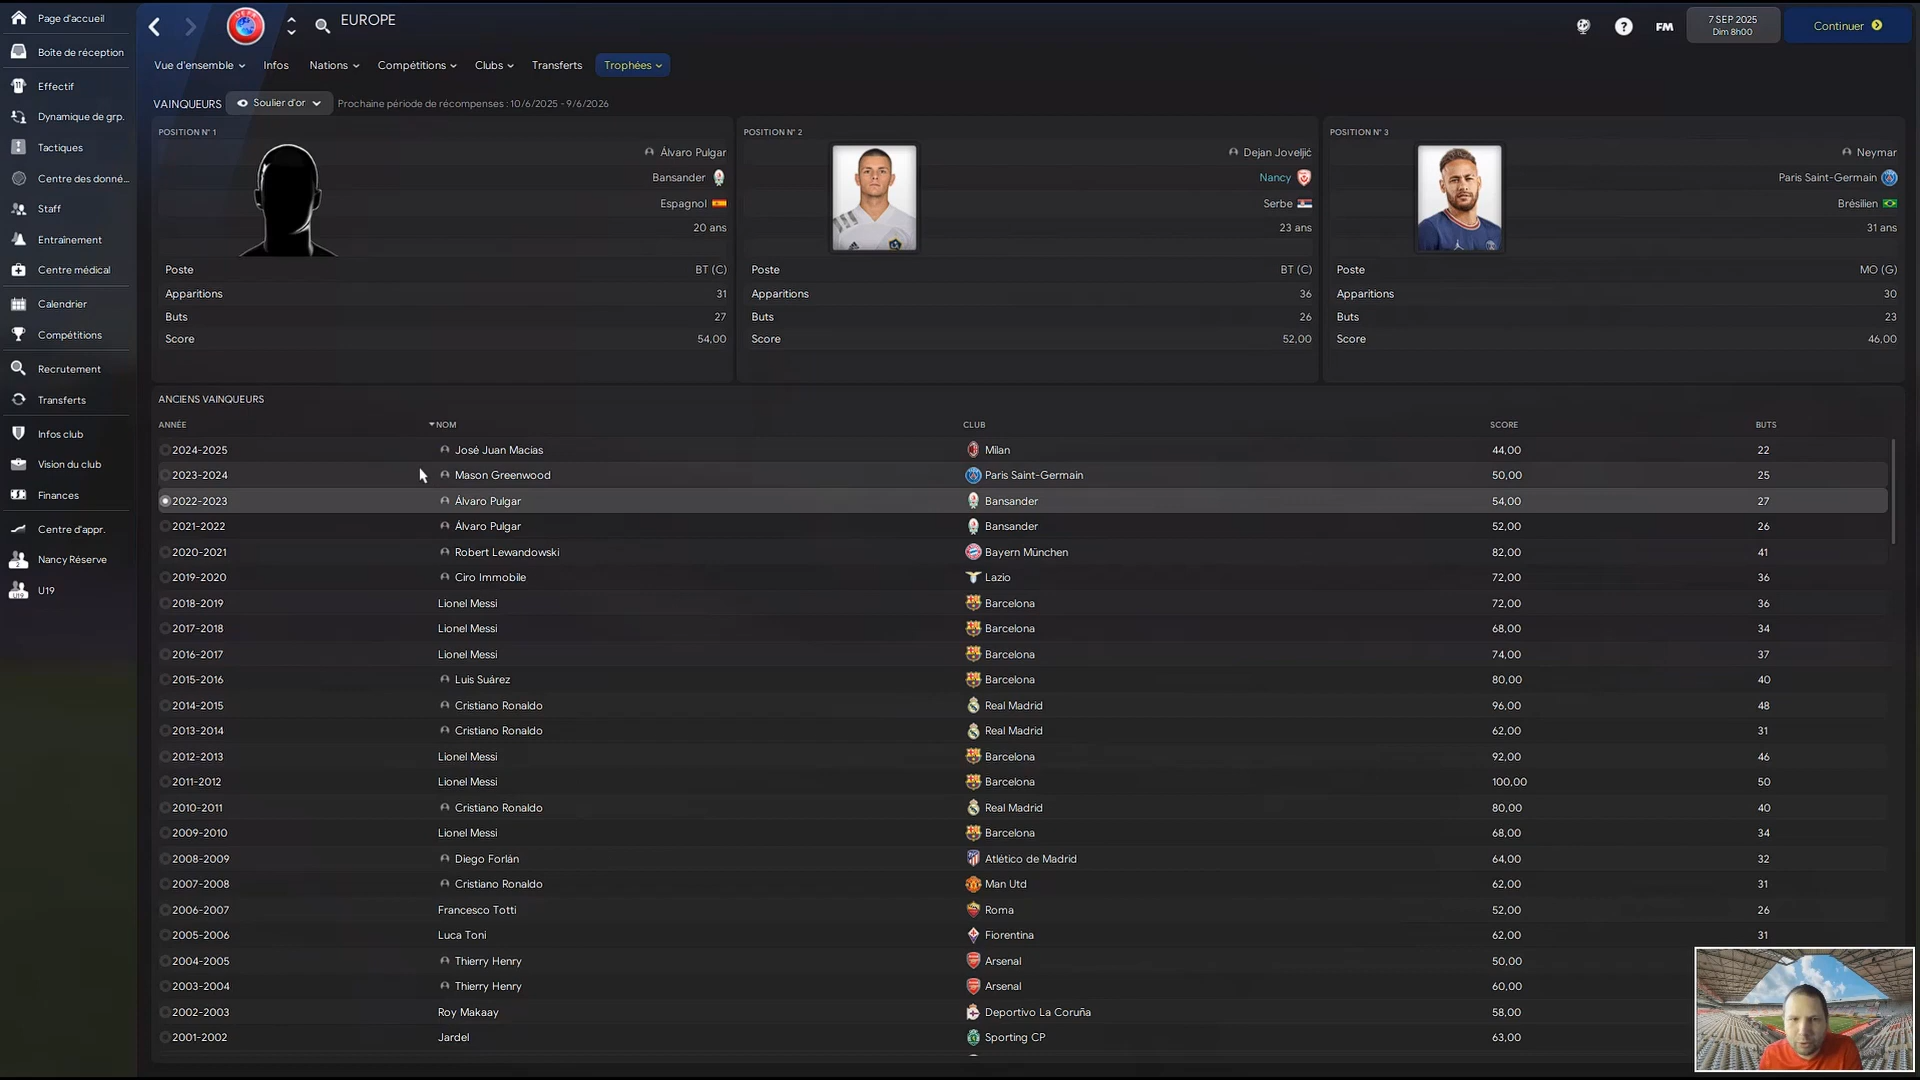 Page d'accueil
Boîte de réception
Effectif
Dynamique de grp.
Tactiques
Centre des donné...
Staff
Entraînement
Centre médical
Calendrier
Compétitions
Recrutement
Transferts
Infos club
Vision du club
Finances
Centre d'appr.
Nancy Réserve
U19
EUROPE
FM
7 SEP 2025
Dim 8h00
Continuer
Vue d'ensemble Infos Nations Compétitions Clubs Transferts Trophées
VAINQUEURS Soulier d'or Prochaine période de récompenses : 10/6/2025 - 9/6/2026
POSITION N° 1
Álvaro Pulgar
Bansander
Espagnol
20 ans
Poste BT (C)
Apparitions 31
Buts 27
Score 54,00
POSITION N° 2
Dejan Joveljić
Nancy
Serbe
23 ans
Poste BT (C)
Apparitions 36
Buts 26
Score 52,00
POSITION N° 3
Neymar
Paris Saint-Germain
Brésilien
31 ans
Poste MO (G)
Apparitions 30
Buts 23
Score 46,00
ANCIENS VAINQUEURS
ANNÉE NOM CLUB SCORE BUTS
2024-2025 José Juan Macías Milan 44,00 22
2023-2024 Mason Greenwood Paris Saint-Germain 50,00 25
2022-2023 Álvaro Pulgar Bansander 54,00 27
2021-2022 Álvaro Pulgar Bansander 52,00 26
2020-2021 Robert Lewandowski Bayern München 82,00 41
2019-2020 Ciro Immobile Lazio 72,00 36
2018-2019 Lionel Messi Barcelona 72,00 36
2017-2018 Lionel Messi Barcelona 68,00 34
2016-2017 Lionel Messi Barcelona 74,00 37
2015-2016 Luis Suárez Barcelona 80,00 40
2014-2015 Cristiano Ronaldo Real Madrid 96,00 48
2013-2014 Cristiano Ronaldo Real Madrid 62,00 31
2012-2013 Lionel Messi Barcelona 92,00 46
2011-2012 Lionel Messi Barcelona 100,00 50
2010-2011 Cristiano Ronaldo Real Madrid 80,00 40
2009-2010 Lionel Messi Barcelona 68,00 34
2008-2009 Diego Forlán Atlético de Madrid 64,00 32
2007-2008 Cristiano Ronaldo Man Utd 62,00 31
2006-2007 Francesco Totti Roma 52,00 26
2005-2006 Luca Toni Fiorentina 62,00 31
2004-2005 Thierry Henry Arsenal 50,00
2003-2004 Thierry Henry Arsenal 60,00
2002-2003 Roy Makaay Deportivo La Coruña 58,00
2001-2002 Jardel Sporting CP 63,00